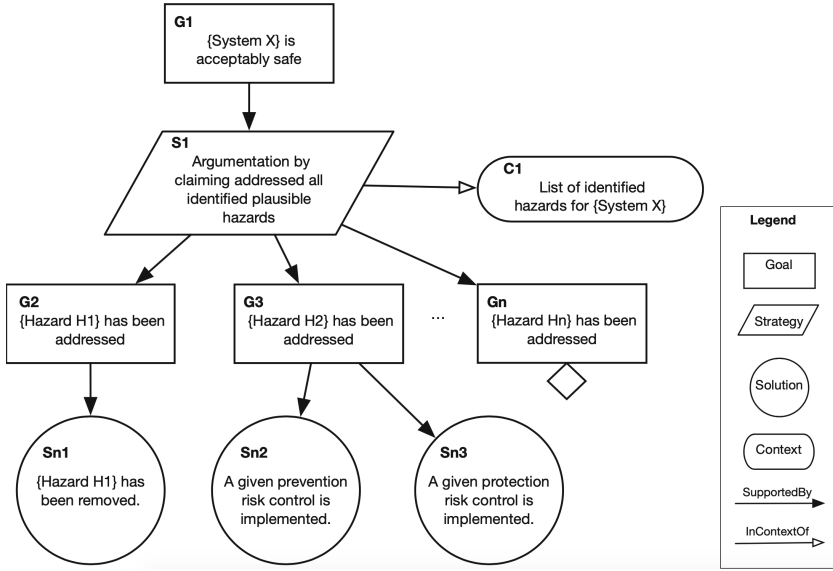 G1
{System X} is
acceptably safe
S1
Argumentation by
claiming addressed all
identified plausible
hazards
C1
List of identified
hazards for {System X}
G2
{Hazard H1} has been
addressed
G3
{Hazard H2} has been
addressed
...
Gn
{Hazard Hn} has been
addressed
Sn1
{Hazard H1} has
been removed.
Sn2
A given prevention
risk control is
implemented.
Sn3
A given protection
risk control is
implemented.
Legend
Goal
Strategy
Solution
Context
SupportedBy
InContextOf